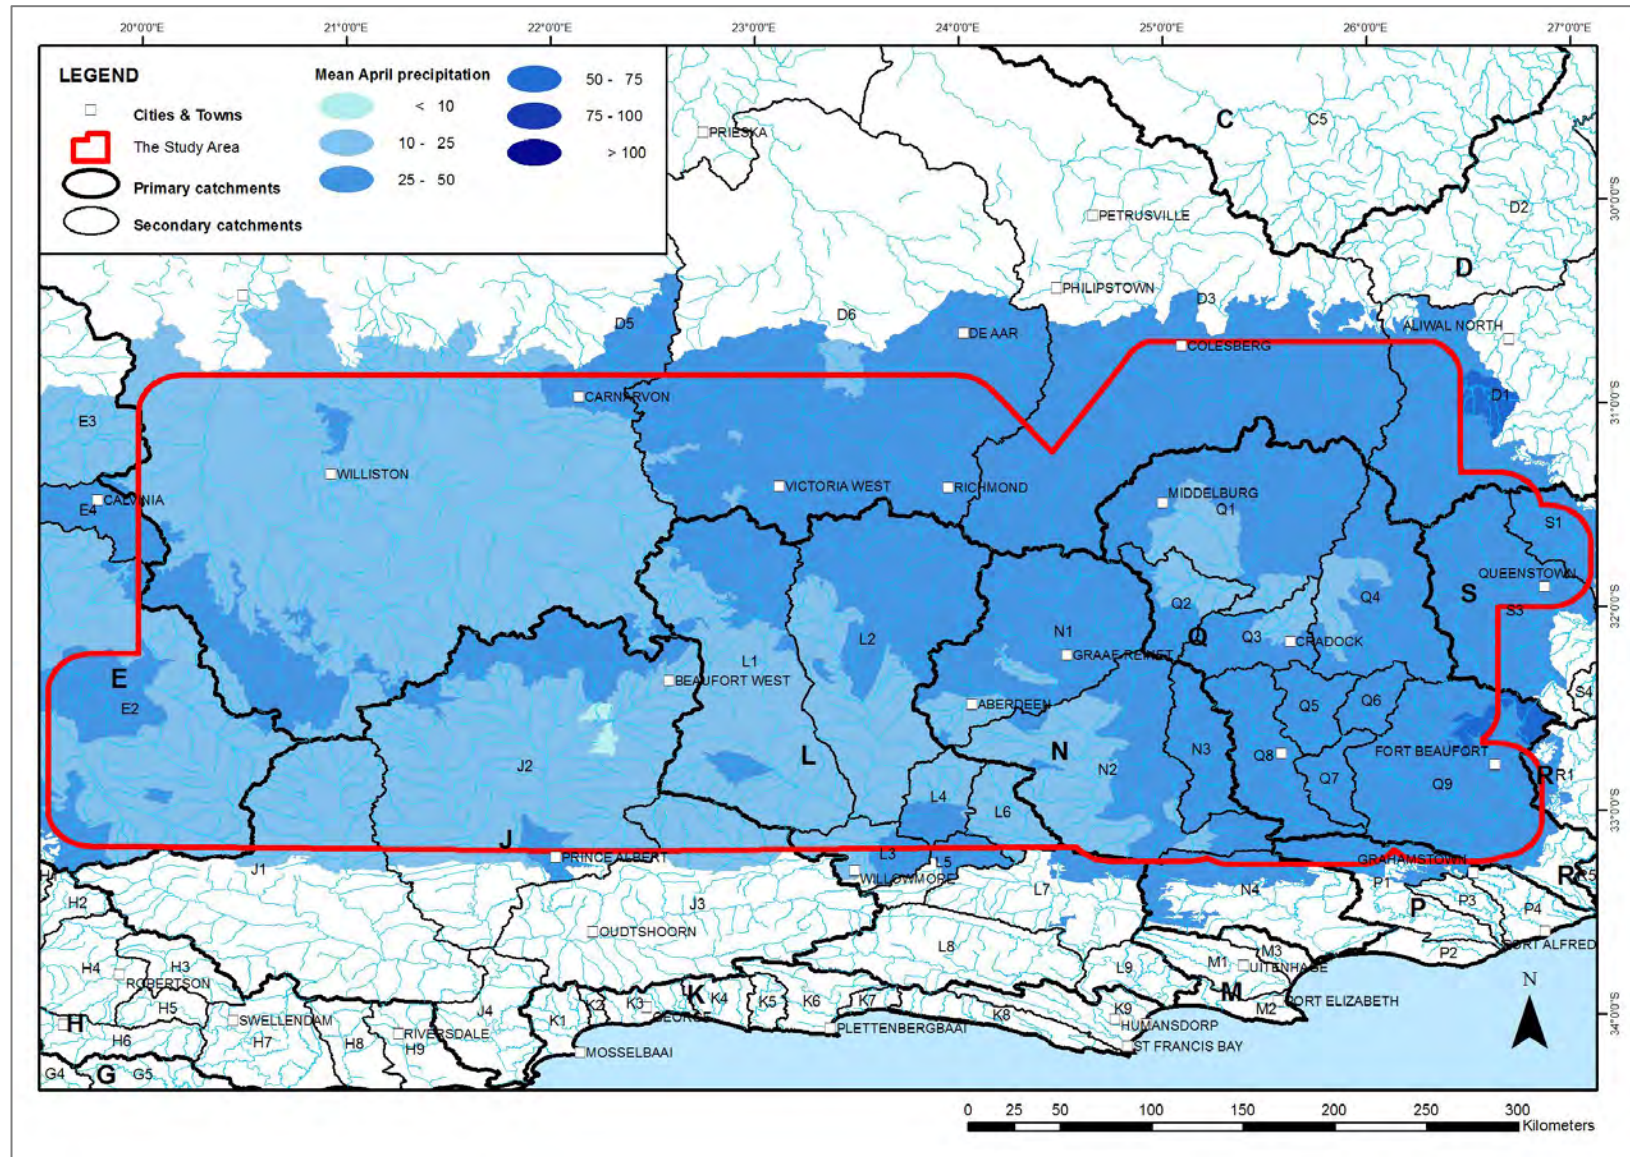 20°0'0"E 21°0'0"E 22°0'0"E 23°0'0"E 24°0'0"E 25°0'0"E 26°0'0"E 27°0'0"E
LEGEND
Cities & Towns
The Study Area
Primary catchments
Secondary catchments
Mean April precipitation
< 10
10 - 25
25 - 50
50 - 75
75 - 100
> 100
C
C5
PRIESKA
30°0'0"S
D2
PETRUSVILLE
D
PHILIPSTOWN
D3
D5
D6
DE AAR
ALIWAL NORTH
COLESBERG
31°0'0"S
CARNARVON
D1
E3
WILLISTON
CALVINIA
E4
VICTORIA WEST
RICHMOND
MIDDELBURG
Q1
S1
QUEENSTOWN
S
S3
32°0'0"S
Q2
Q4
Q
Q3
CRADOCK
N1
GRAAF REINET
L2
L1
BEAUFORT WEST
E
E2
ABERDEEN
Q5
Q6
S4
N
N3
Q8
FORT BEAUFORT
L
J2
N2
Q7
Q9
R
R1
L4
L6
33°0'0"S
J
PRINCE ALBERT
L3
L5
WILLOWMORE
GRAHAMSTOWN
J1
L7
N4
P1
R
H2
J3
P
P3
P4
OUDTSHOORN
PORT ALFRED
L8
M3
P2
H4
H3
ROBERTSON
L9
M1
UITENHAGE
H5
K
K1
K2
K3
GEORGE
K4
K5
K6
K7
K8
K9
M
M2
PORT ELIZABETH
H
SWELLENDAM
J4
RIVERSDALE
HUMANSDORP
PLETTENBERGBAAI
34°0'0"S
H6
H7
H8
H9
MOSSELBAAI
ST FRANCIS BAY
G4
G
G5
N
0 25 50 100 150 200 250 300
Kilometers